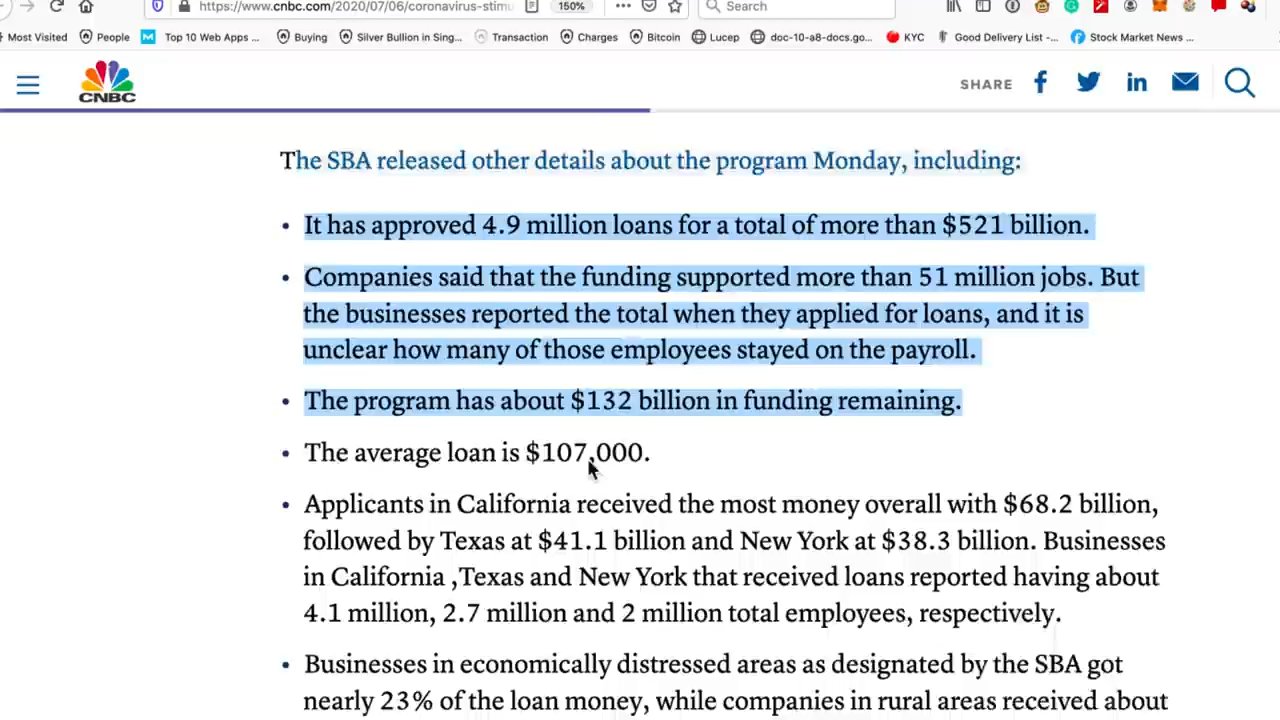 https://www.cnbc.com/2020/07/06/coronavirus-stimu
150%
Search
Most Visited
People
Top 10 Web Apps ...
Buying
Silver Bullion in Sing...
Transaction
Charges
Bitcoin
Lucep
doc-10-a8-docs.go...
KYC
Good Delivery List -...
Stock Market News ...
CNBC
SHARE
The SBA released other details about the program Monday, including:
It has approved 4.9 million loans for a total of more than $521 billion.
Companies said that the funding supported more than 51 million jobs. But
the businesses reported the total when they applied for loans, and it is
unclear how many of those employees stayed on the payroll.
The program has about $132 billion in funding remaining.
The average loan is $107,000.
Applicants in California received the most money overall with $68.2 billion,
followed by Texas at $41.1 billion and New York at $38.3 billion. Businesses
in California ,Texas and New York that received loans reported having about
4.1 million, 2.7 million and 2 million total employees, respectively.
Businesses in economically distressed areas as designated by the SBA got
nearly 23% of the loan money, while companies in rural areas received about